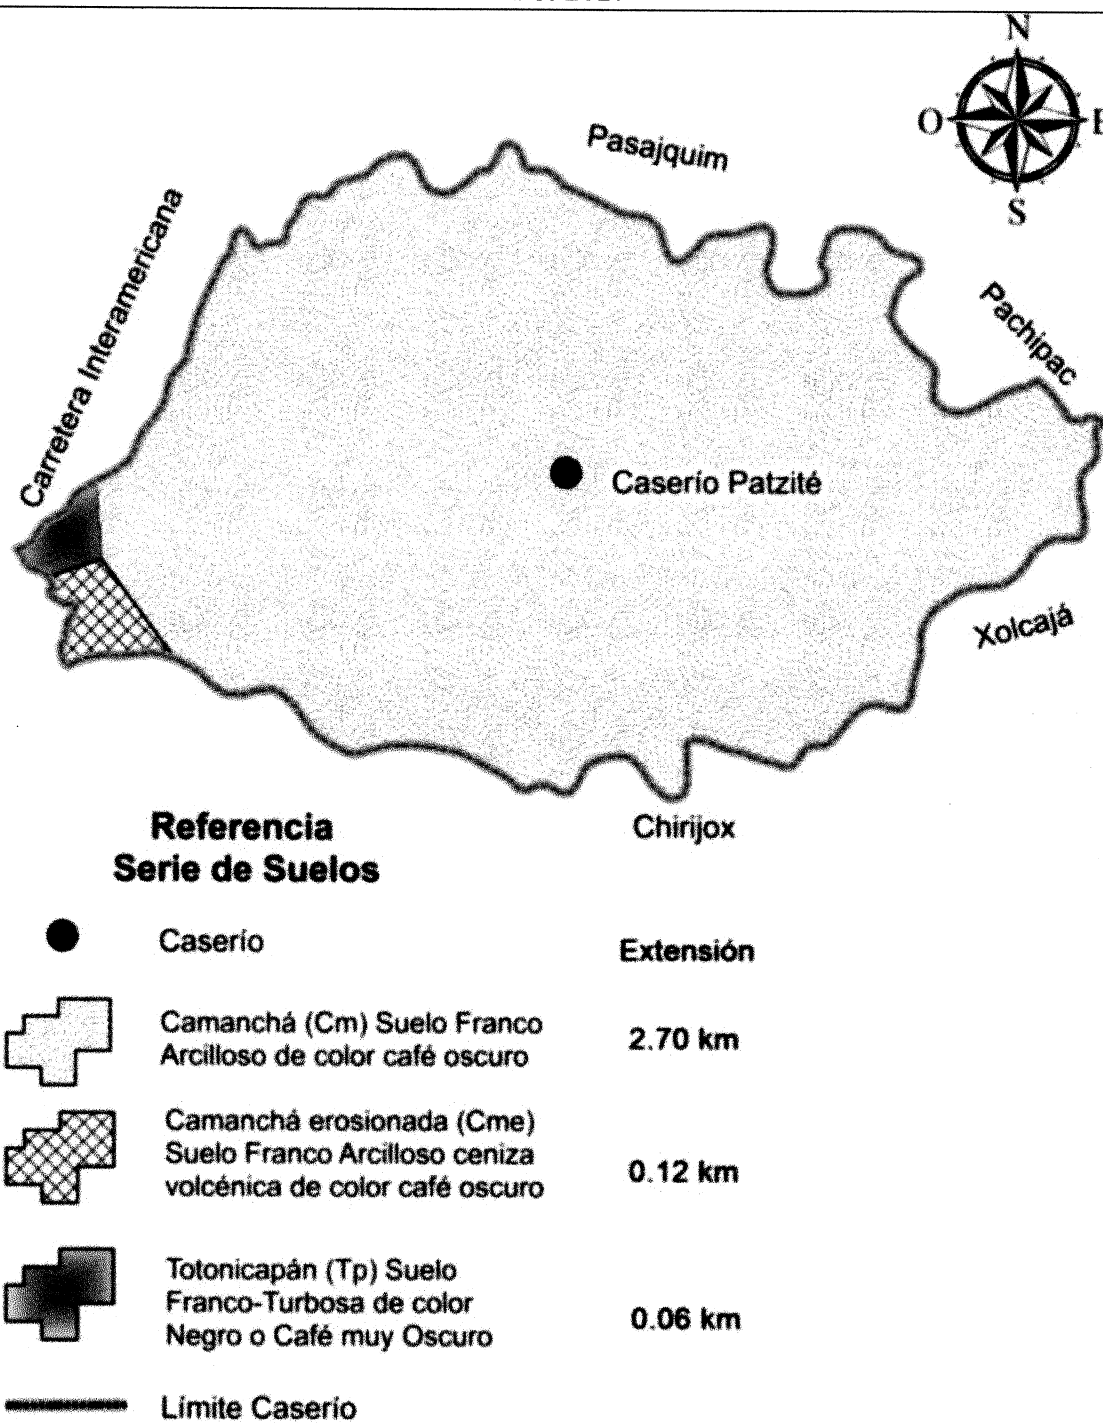 N
O
E
S
Pasajquim
Carretera Interamericana
Pachipac
Caserío Patzité
Xolcajá
Chirijox
Referencia
Serie de Suelos
Caserío
Extensión
Camanchá (Cm) Suelo Franco
Arcilloso de color café oscuro
2.70 km
Camanchá erosionada (Cme)
Suelo Franco Arcilloso ceniza
volcénica de color café oscuro
0.12 km
Totonicapán (Tp) Suelo
Franco-Turbosa de color
Negro o Café muy Oscuro
0.06 km
Límite Caserío